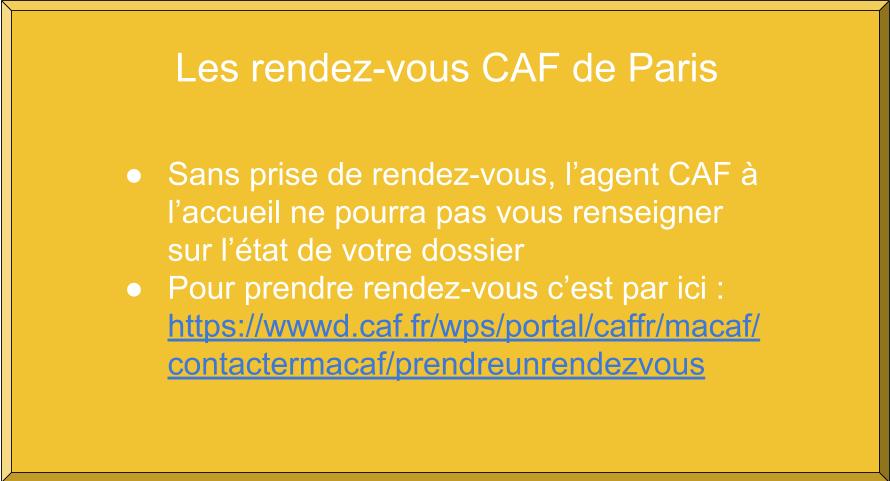 Les rendez-vous CAF de Paris
● Sans prise de rendez-vous, l’agent CAF à
l’accueil ne pourra pas vous renseigner
sur l’état de votre dossier
● Pour prendre rendez-vous c’est par ici :
https://wwwd.caf.fr/wps/portal/caffr/macaf/
contactermacaf/prendreunrendezvous